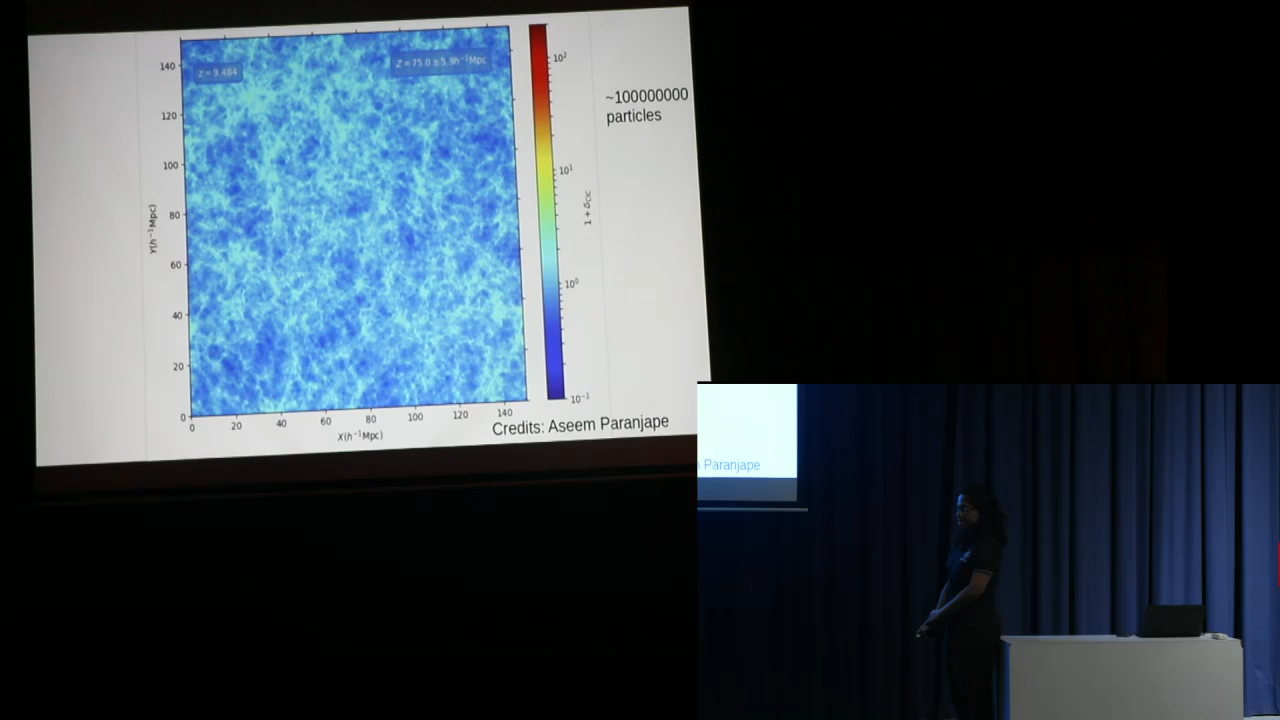 Z = 9.484
Z = 75.0 ± 5.9h⁻¹Mpc
~100000000
particles
140
120
100
80
60
40
20
0
Y(h⁻¹Mpc)
0 20 40 60 80 100 120 140
X(h⁻¹Mpc)
10²
10¹
10⁰
10⁻¹
1 + δCIC
Credits: Aseem Paranjape
Paranjape